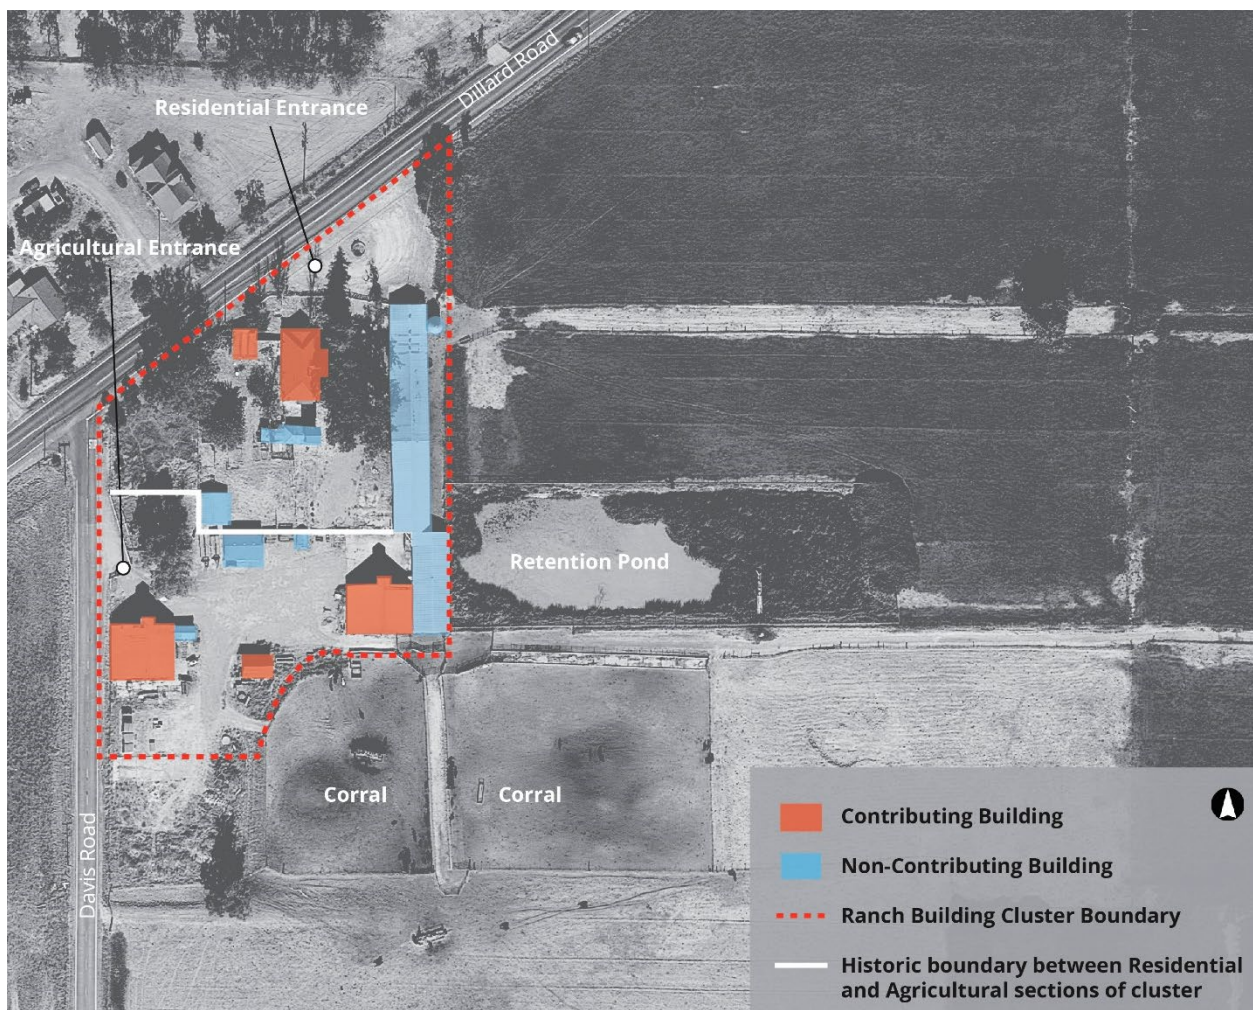 Dillard Road
Residential Entrance
Agricultural Entrance
Retention Pond
Corral
Corral
Davis Road
Contributing Building
Non-Contributing Building
Ranch Building Cluster Boundary
Historic boundary between Residential
and Agricultural sections of cluster